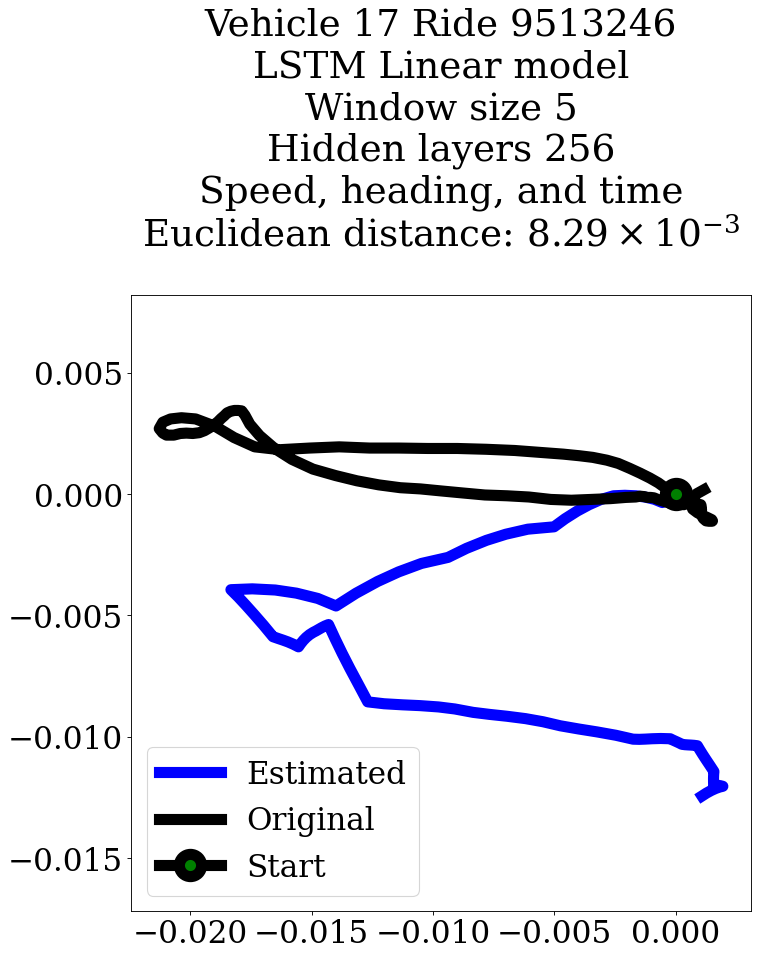 Vehicle 17 Ride 9513246
LSTM Linear model
Window size 5
Hidden layers 256
Speed, heading, and time
Euclidean distance: 8.29 × 10⁻³
0.005
0.000
−0.005
−0.010
−0.015
Estimated
Original
Start
−0.020 −0.015 −0.010 −0.005 0.000